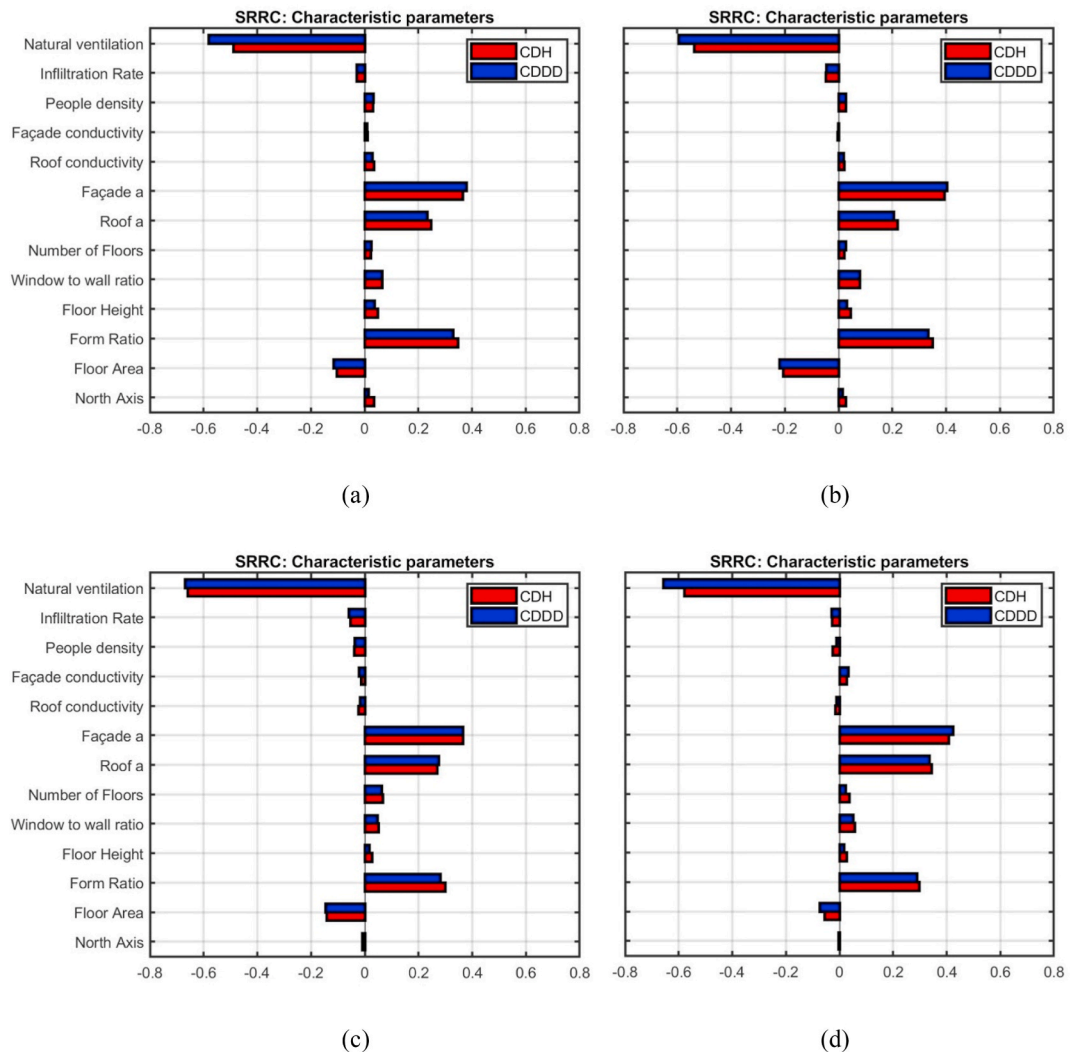 SRRC: Characteristic parameters
Natural ventilation
Infliltration Rate
People density
Façade conductivity
Roof conductivity
Façade a
Roof a
Number of Floors
Window to wall ratio
Floor Height
Form Ratio
Floor Area
North Axis
CDH
CDDD
-0.8 -0.6 -0.4 -0.2 0 0.2 0.4 0.6 0.8
(a)
SRRC: Characteristic parameters
CDH
CDDD
-0.8 -0.6 -0.4 -0.2 0 0.2 0.4 0.6 0.8
(b)
SRRC: Characteristic parameters
Natural ventilation
Infliltration Rate
People density
Façade conductivity
Roof conductivity
Façade a
Roof a
Number of Floors
Window to wall ratio
Floor Height
Form Ratio
Floor Area
North Axis
CDH
CDDD
-0.8 -0.6 -0.4 -0.2 0 0.2 0.4 0.6 0.8
(c)
SRRC: Characteristic parameters
CDH
CDDD
-0.8 -0.6 -0.4 -0.2 0 0.2 0.4 0.6 0.8
(d)